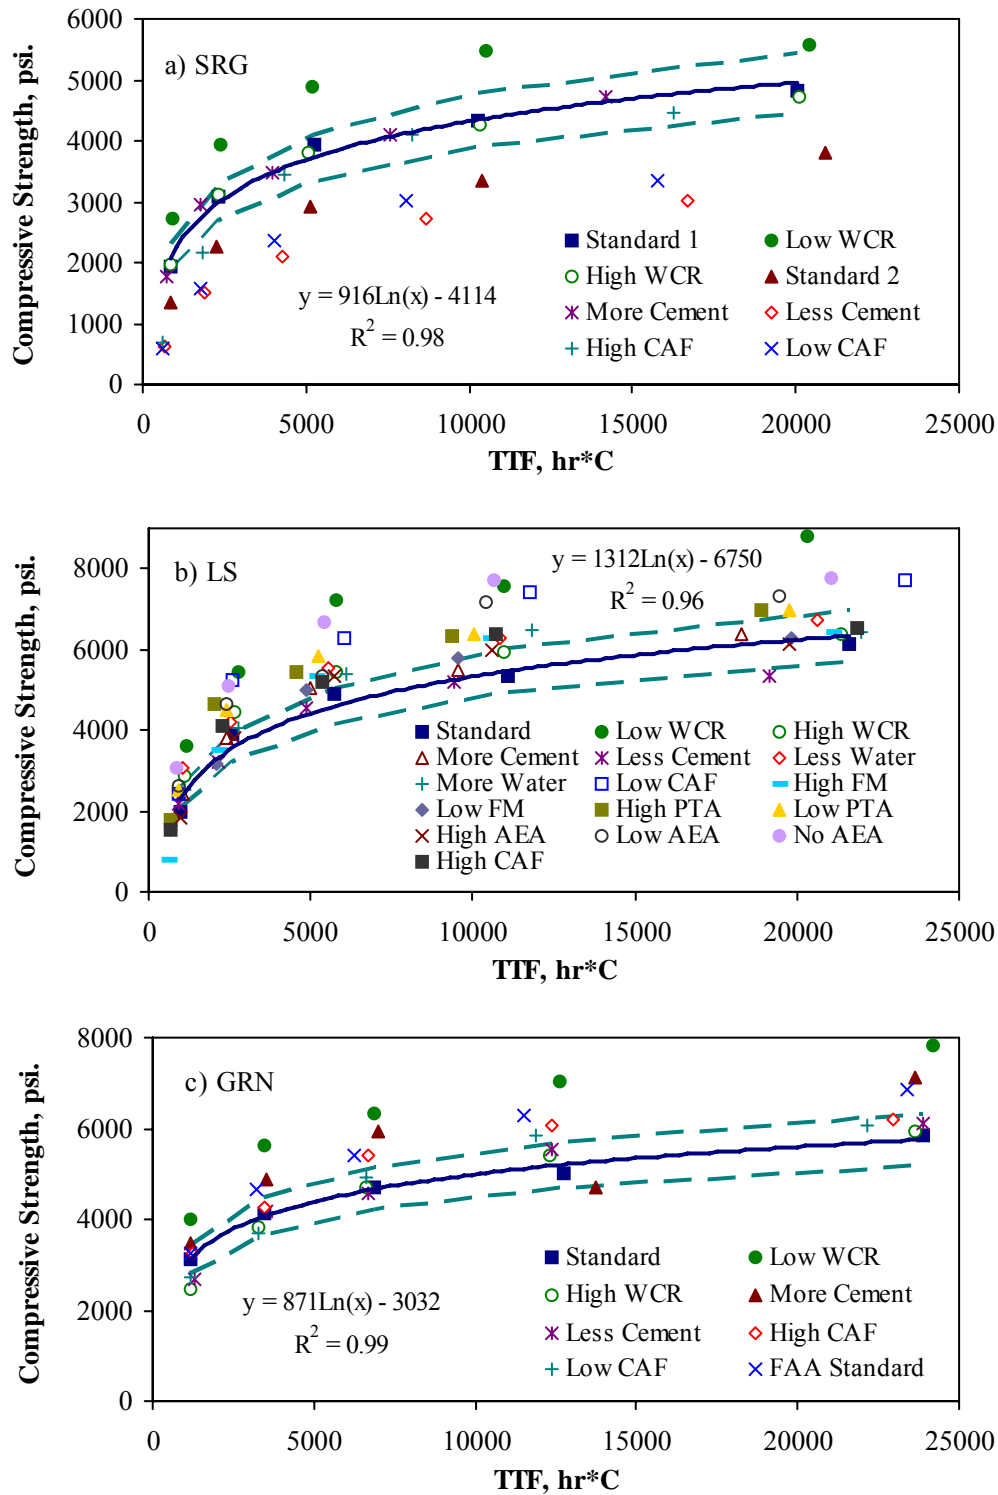 6000
a) SRG
5000
4000
3000
2000
1000
0
Compressive Strength, psi.
Standard 1
Low WCR
High WCR
Standard 2
More Cement
Less Cement
High CAF
Low CAF
y = 916Ln(x) - 4114
R² = 0.98
0 5000 10000 15000 20000 25000
TTF, hr*C
8000
b) LS
y = 1312Ln(x) - 6750
R² = 0.96
6000
4000
2000
0
Compressive Strength, psi.
Standard
Low WCR
High WCR
More Cement
Less Cement
Less Water
More Water
Low CAF
High FM
Low FM
High PTA
Low PTA
High AEA
Low AEA
No AEA
High CAF
0 5000 10000 15000 20000 25000
TTF, hr*C
8000
c) GRN
6000
4000
2000
0
Compressive Strength, psi.
Standard
Low WCR
High WCR
More Cement
Less Cement
High CAF
Low CAF
FAA Standard
y = 871Ln(x) - 3032
R² = 0.99
0 5000 10000 15000 20000 25000
TTF, hr*C